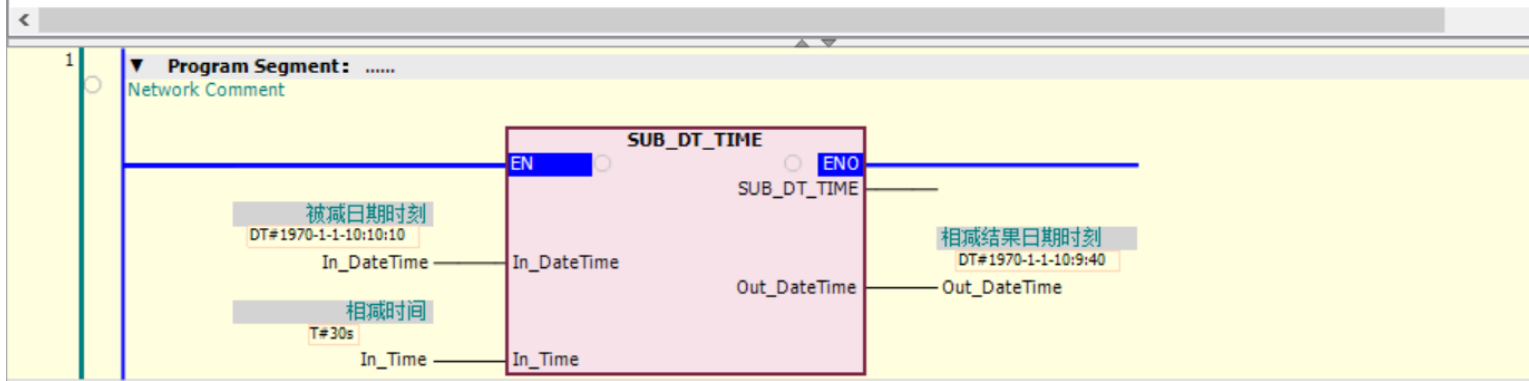 1
▼ Program Segment: ......
Network Comment
SUB_DT_TIME
EN ENO
SUB_DT_TIME
被减日期时刻
DT#1970-1-1-10:10:10
In_DateTime In_DateTime
相减结果日期时刻
DT#1970-1-1-10:9:40
Out_DateTime Out_DateTime
相减时间
T#30s
In_Time In_Time